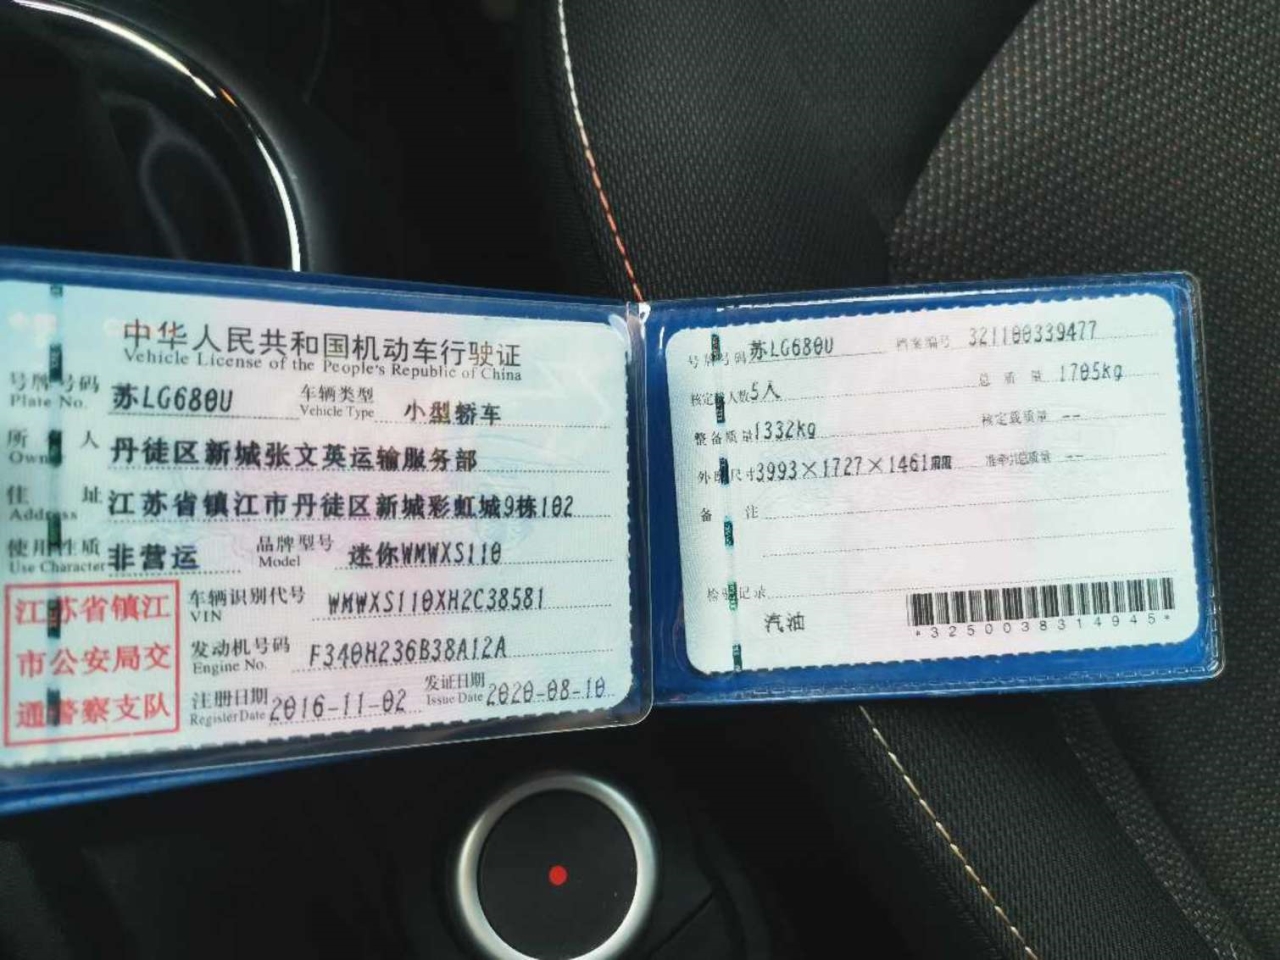 中华人民共和国机动车行驶证
Vehicle License of the People's Republic of China
号牌号码 苏LG680U 车辆类型 小型轿车
Plate No. Vehicle Type
所有人 丹徒区新城张文英运输服务部
Owner
住址 江苏省镇江市丹徒区新城彩虹城9栋102
Address
使用性质 非营运 品牌型号 迷你WMWXS110
Use Character Model
江苏省镇江
市公安局交
通警察支队
车辆识别代号 WMWXS110XH2C38581
VIN
发动机号码 F340H236B38A12A
Engine No.
注册日期 2016-11-02 发证日期 2020-08-10
Register Date Issue Date
号牌号码 苏LG680U 档案编号 321100339477
核定载人数 5人 总质量 1705kg
整备质量 1332kg 核定载质量 --
外廓尺寸 3993×1727×1461mm 准牵引总质量 --
备注
检验记录
汽油
*3250038314945*